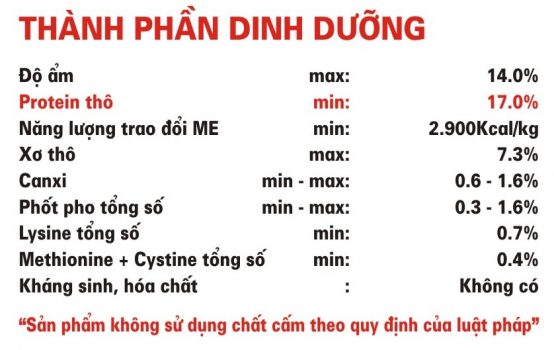 THÀNH PHẦN DINH DƯỠNG
Độ ẩm max: 14.0%
Protein thô min: 17.0%
Năng lượng trao đổi ME min: 2.900Kcal/kg
Xơ thô max: 7.3%
Canxi min - max: 0.6 - 1.6%
Phốt pho tổng số min - max: 0.3 - 1.6%
Lysine tổng số min: 0.7%
Methionine + Cystine tổng số min: 0.4%
Kháng sinh, hóa chất : Không có
“Sản phẩm không sử dụng chất cấm theo quy định của luật pháp”